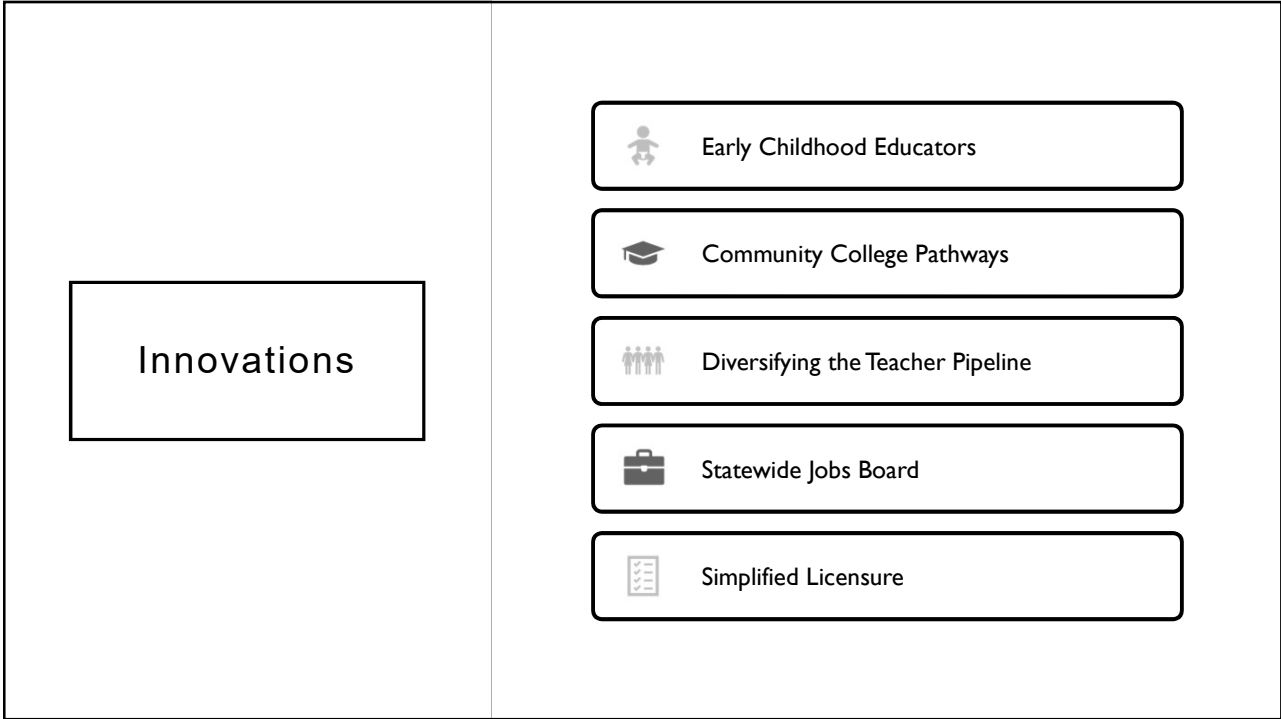 Innovations
Early Childhood Educators
Community College Pathways
Diversifying the Teacher Pipeline
Statewide Jobs Board
Simplified Licensure